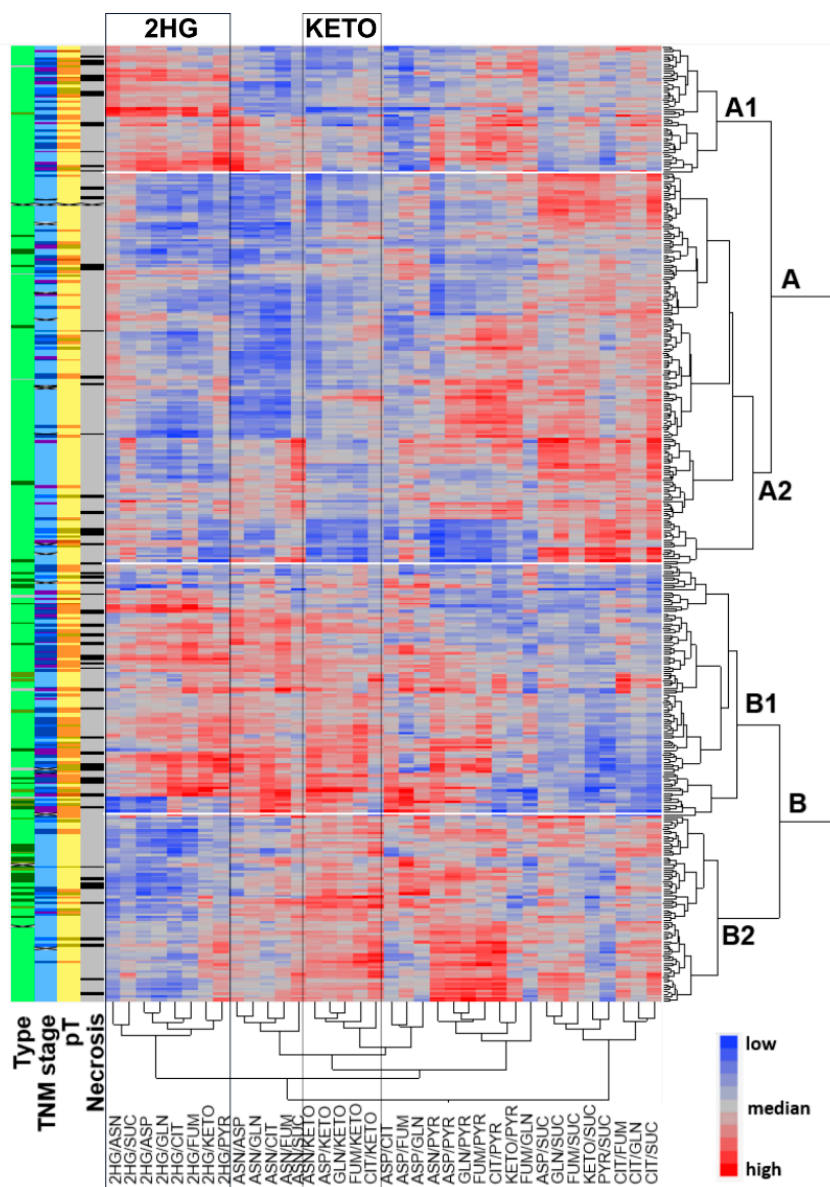 2HG
KETO
A1
A
A2
B1
B
B2
Type
TNM stage
pT
Necrosis
2HG/ASN
2HG/SUC
2HG/ASP
2HG/GLN
2HG/CIT
2HG/FUM
2HG/KETO
2HG/PYR
ASN/ASP
ASN/GLN
ASN/CIT
ASN/FUM
ASN/SUC
ASN/KETO
ASP/KETO
GLN/KETO
FUM/KETO
CIT/KETO
ASP/CIT
ASP/FUM
ASP/GLN
ASN/PYR
ASP/PYR
GLN/PYR
FUM/PYR
CIT/PYR
KETO/PYR
FUM/GLN
ASP/SUC
GLN/SUC
FUM/SUC
KETO/SUC
PYR/SUC
CIT/FUM
CIT/GLN
CIT/SUC
low
median
high